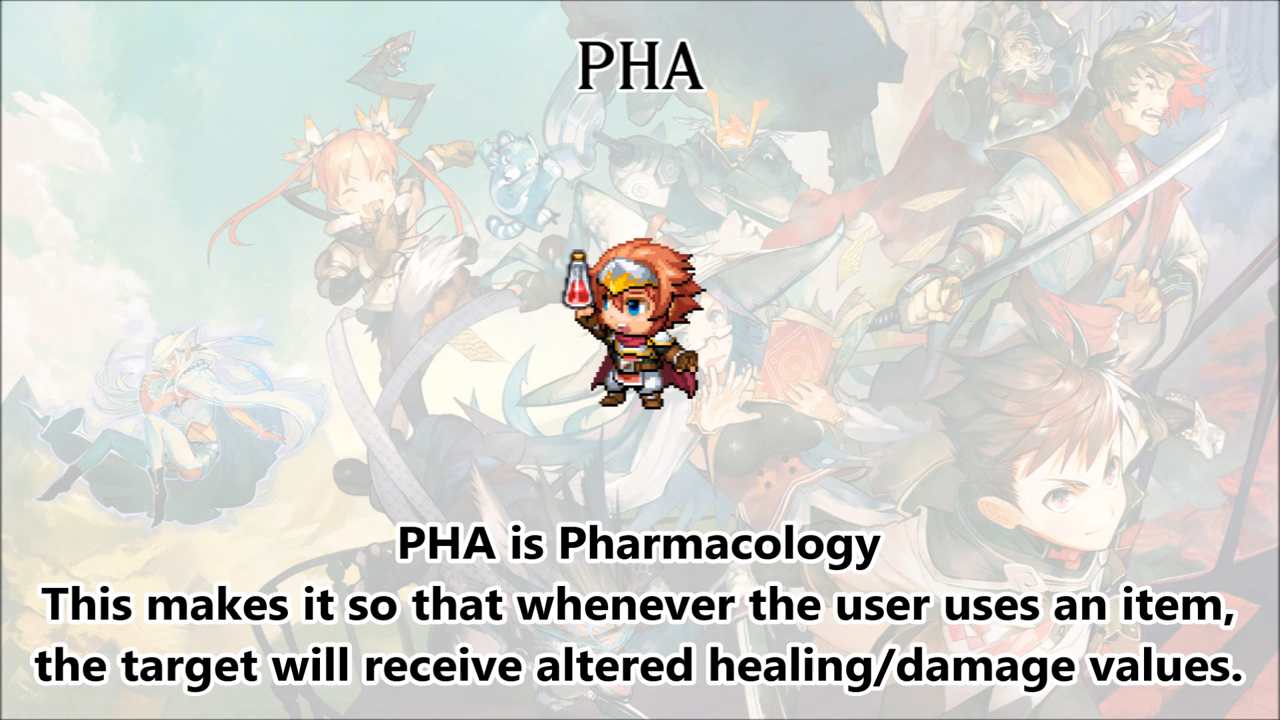 PHA
PHA is Pharmacology
This makes it so that whenever the user uses an item,
the target will receive altered healing/damage values.